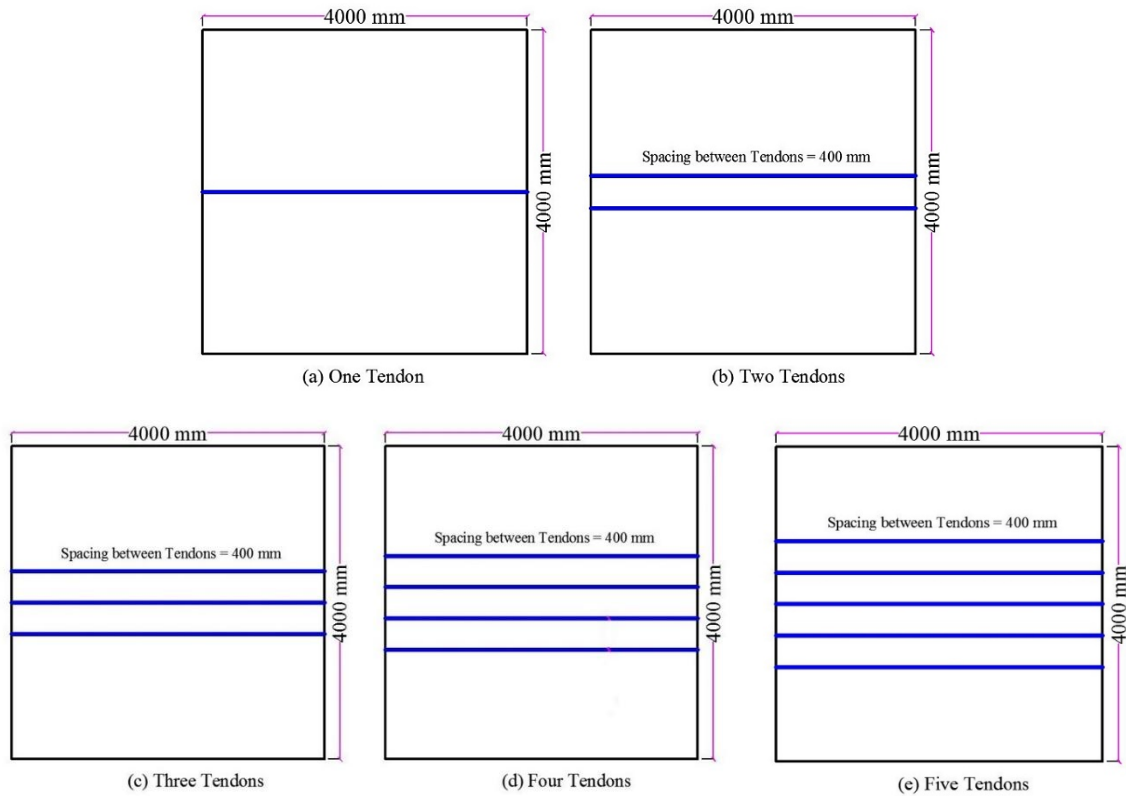 4000 mm
4000 mm
(a) One Tendon
4000 mm
Spacing between Tendons = 400 mm
4000 mm
(b) Two Tendons
4000 mm
Spacing between Tendons = 400 mm
4000 mm
(c) Three Tendons
4000 mm
Spacing between Tendons = 400 mm
4000 mm
(d) Four Tendons
4000 mm
Spacing between Tendons = 400 mm
4000 mm
(e) Five Tendons